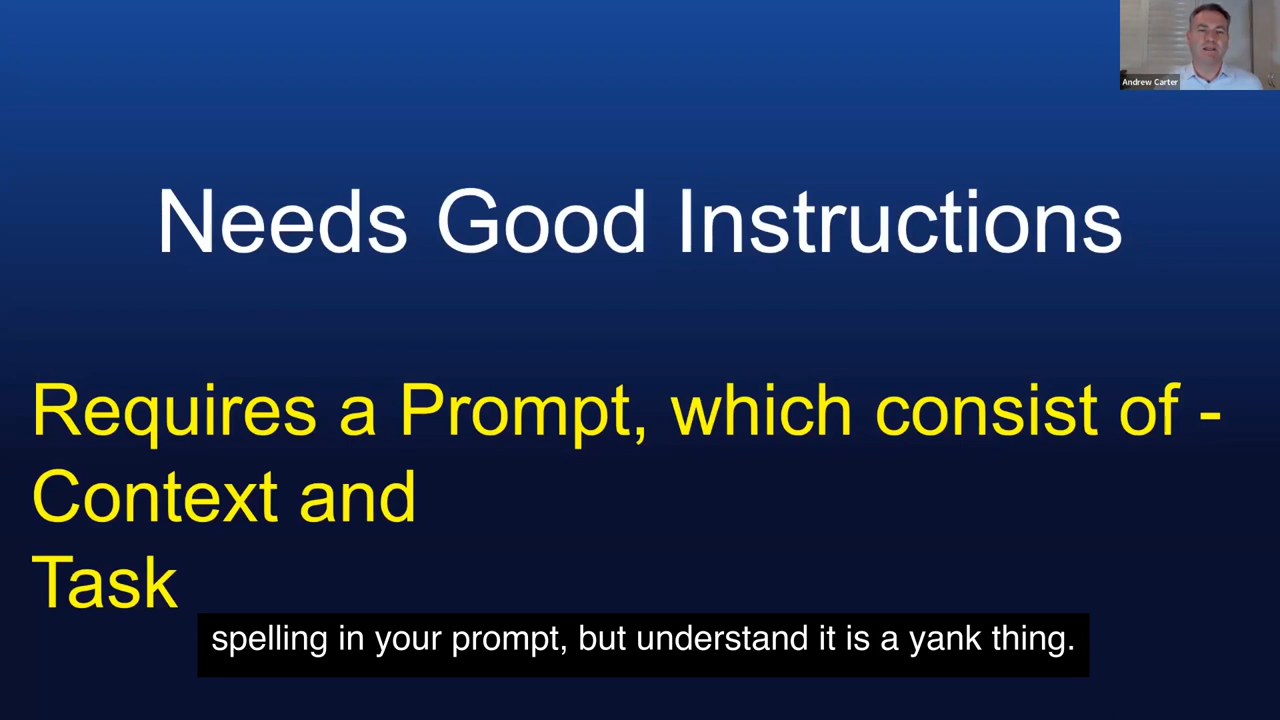 Andrew Carter
Needs Good Instructions
Requires a Prompt, which consist of -
Context and
Task
spelling in your prompt, but understand it is a yank thing.